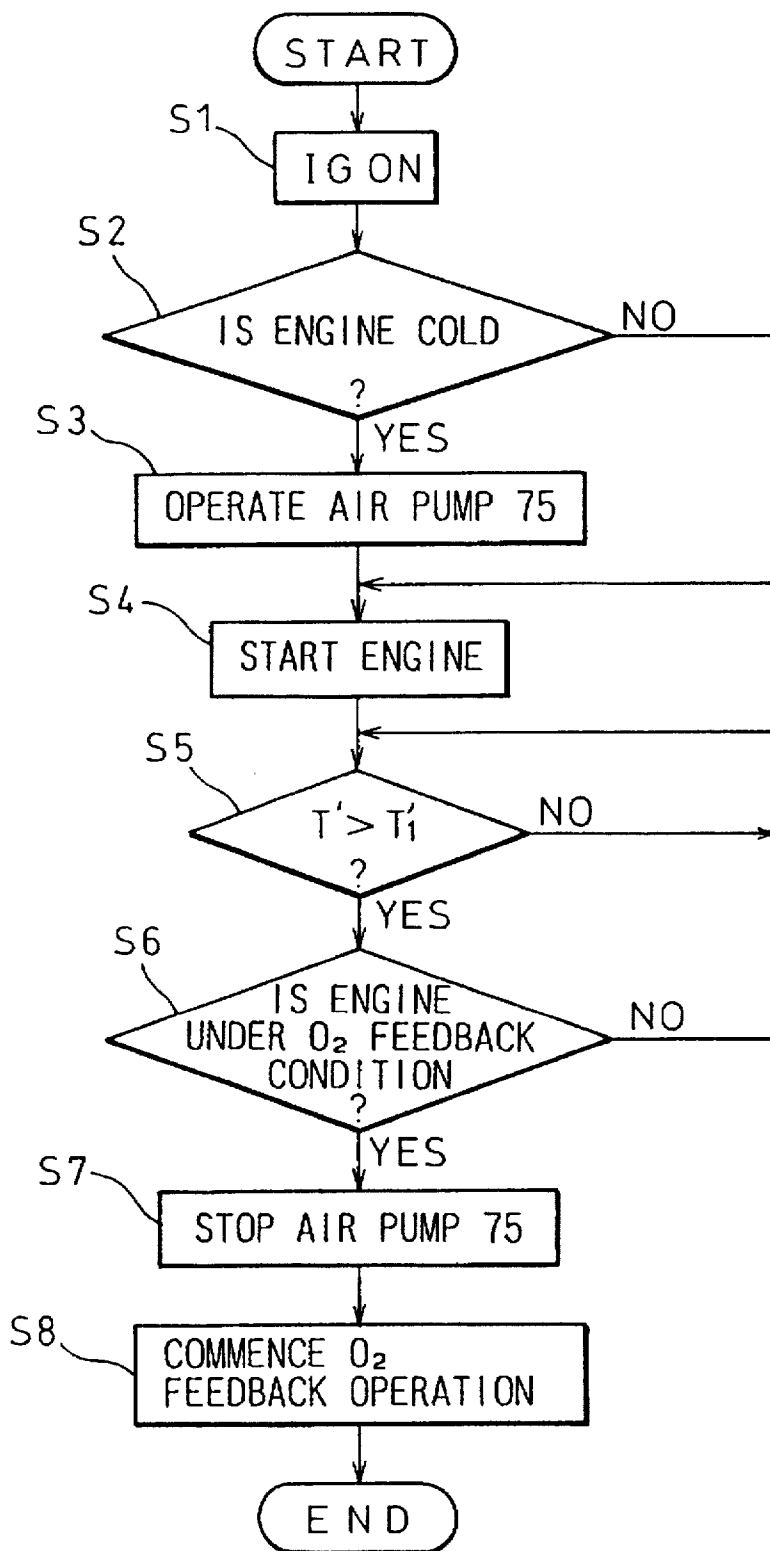 START
S1
IG ON
S2
IS ENGINE COLD
?
NO
YES
S3
OPERATE AIR PUMP 75
S4
START ENGINE
S5
T' > T'1
?
NO
YES
S6
IS ENGINE
UNDER O2 FEEDBACK
CONDITION
?
NO
YES
S7
STOP AIR PUMP 75
S8
COMMENCE O2
FEEDBACK OPERATION
END